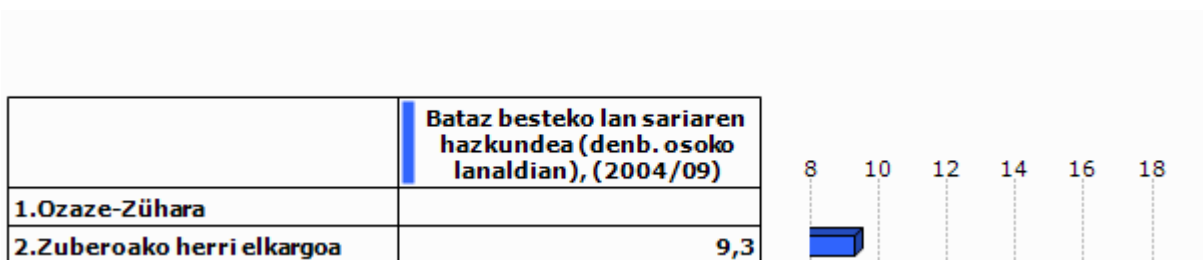 Bataz besteko lan sariaren
hazkundea (denb. osoko
lanaldian), (2004/09)
8 10 12 14 16 18
1.Ozaze-Zühara
2.Zuberoako herri elkargoa 9,3